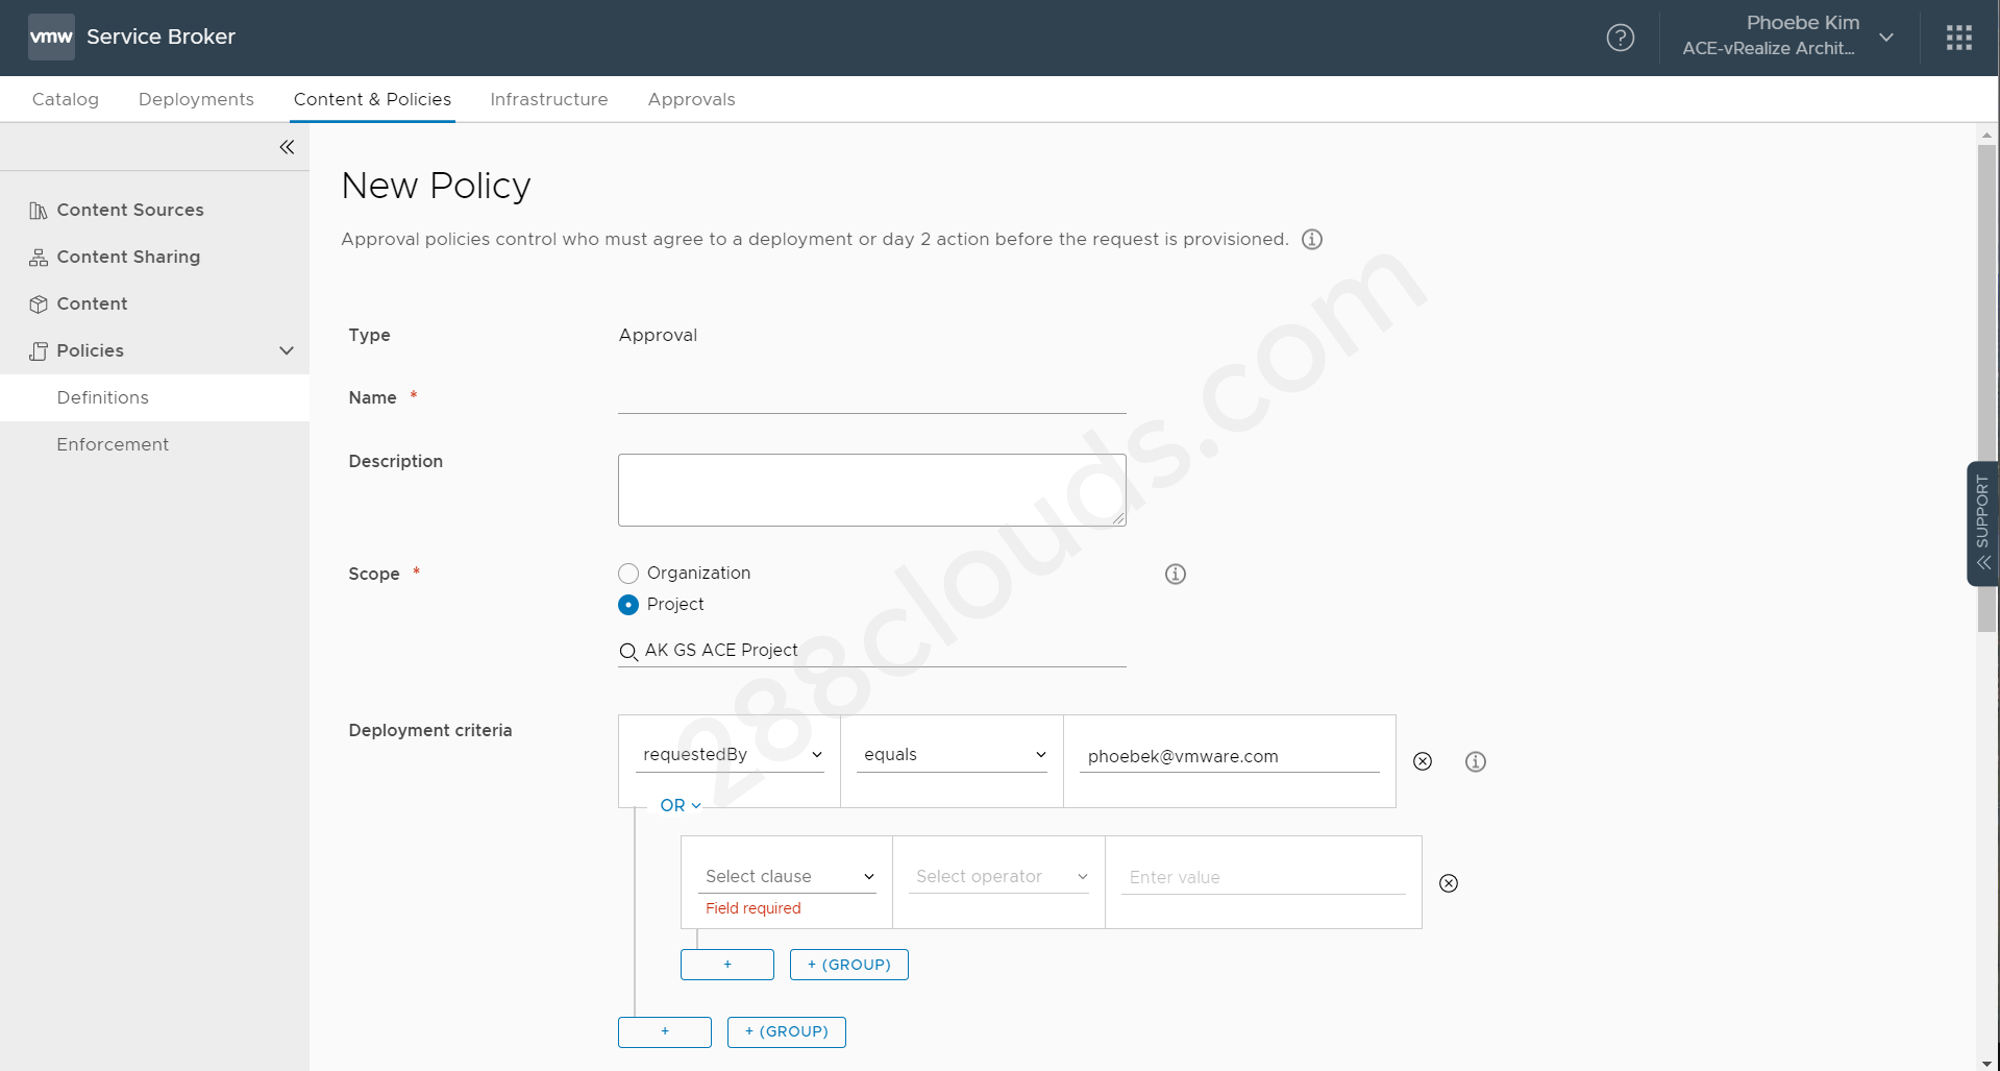 vmw Service Broker
Phoebe Kim
ACE-vRealize Archit...
Catalog Deployments Content & Policies Infrastructure Approvals
Content Sources
Content Sharing
Content
Policies
Definitions
Enforcement
New Policy
Approval policies control who must agree to a deployment or day 2 action before the request is provisioned.
Type Approval
Name *
Description
Scope * Organization
Project
AK GS ACE Project
Deployment criteria
requestedBy equals phoebek@vmware.com
OR
Select clause Select operator Enter value
Field required
+ + (GROUP)
+ + (GROUP)
SUPPORT
288clouds.com